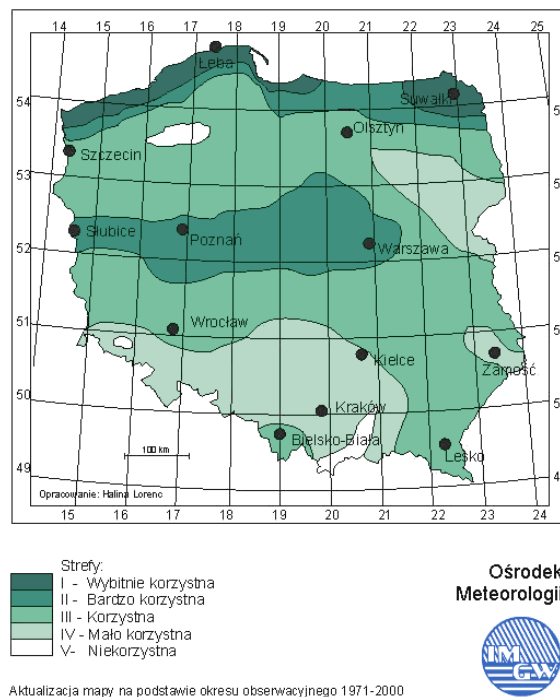 14 15 16 17 18 19 20 21 22 23 24 25
Łeba
54
Suwałki
Olsztyn
Szczecin
53
Słubice
Poznań
Warszawa
52
51
Wrocław
Kielce
Zamość
50
Kraków
Bielsko-Biała
Lesko
100 km
49
Opracowanie: Halina Lorenc
15 16 17 18 19 20 21 22 23 24
Strefy:
I - Wybitnie korzystna
II - Bardzo korzystna
III - Korzystna
IV - Mało korzystna
V- Niekorzystna
Ośrodek
Meteorologii
IM
GW
Aktualizacja mapy na podstawie okresu obserwacyjnego 1971-2000